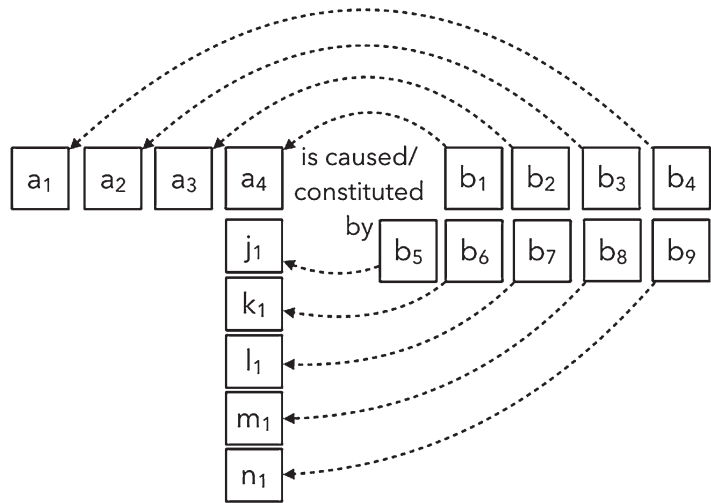 a₁ a₂ a₃ a₄ is caused/ b₁ b₂ b₃ b₄
constituted
by
j₁ b₅ b₆ b₇ b₈ b₉
k₁
l₁
m₁
n₁